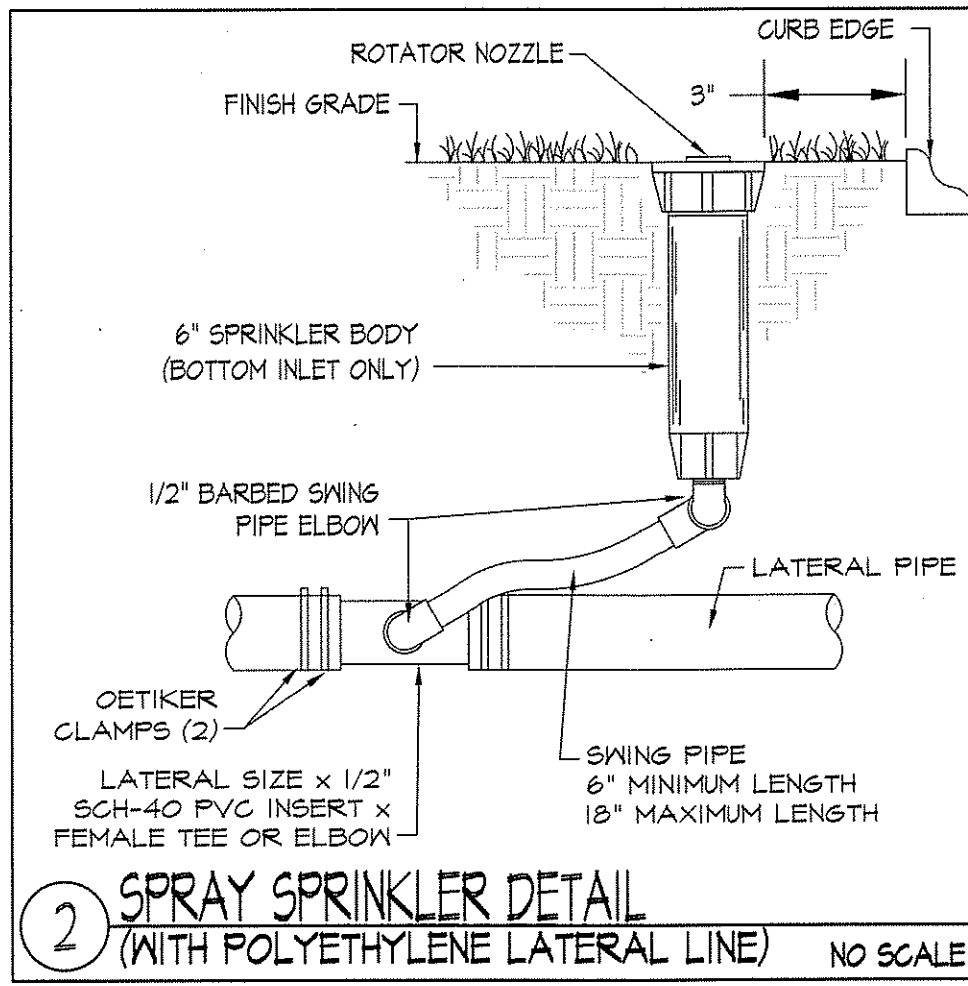 CURB EDGE
ROTATOR NOZZLE
3"
FINISH GRADE
6" SPRINKLER BODY
(BOTTOM INLET ONLY)
1/2" BARBED SWING
PIPE ELBOW
LATERAL PIPE
OETIKER
CLAMPS (2)
SWING PIPE
6" MINIMUM LENGTH
18" MAXIMUM LENGTH
LATERAL SIZE x 1/2"
SCH-40 PVC INSERT x
FEMALE TEE OR ELBOW
2
SPRAY SPRINKLER DETAIL
(WITH POLYETHYLENE LATERAL LINE)
NO SCALE